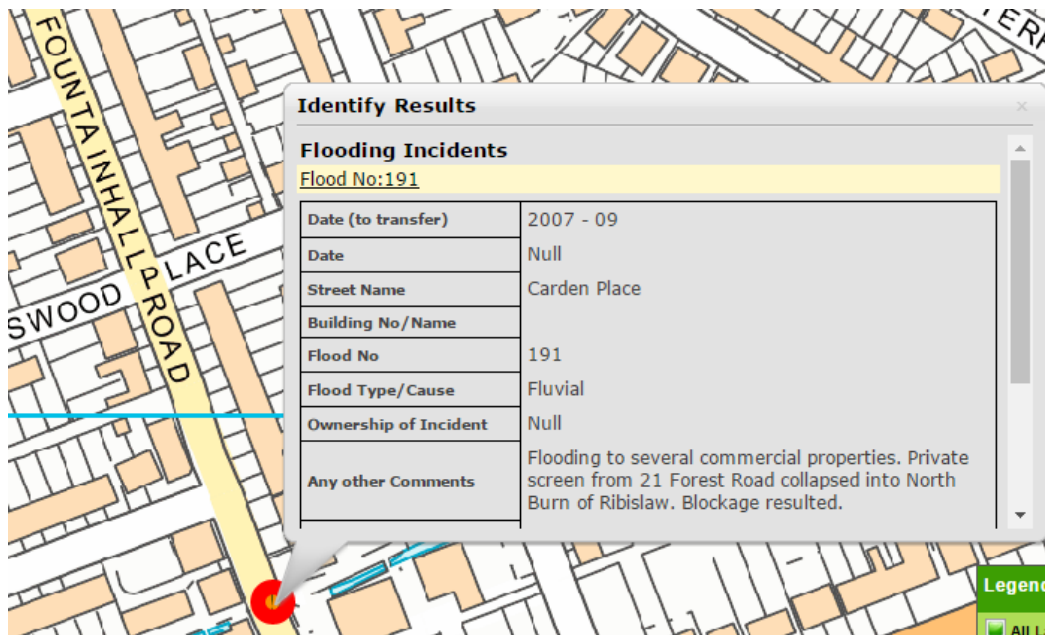 FOUNTAINHALL ROAD
SWOOD PLACE
TERR
Identify Results
×
Flooding Incidents
Flood No:191
Date (to transfer) 2007 - 09
Date Null
Street Name Carden Place
Building No/Name
Flood No 191
Flood Type/Cause Fluvial
Ownership of Incident Null
Any other Comments Flooding to several commercial properties. Private
screen from 21 Forest Road collapsed into North
Burn of Ribislaw. Blockage resulted.
Legend
All L